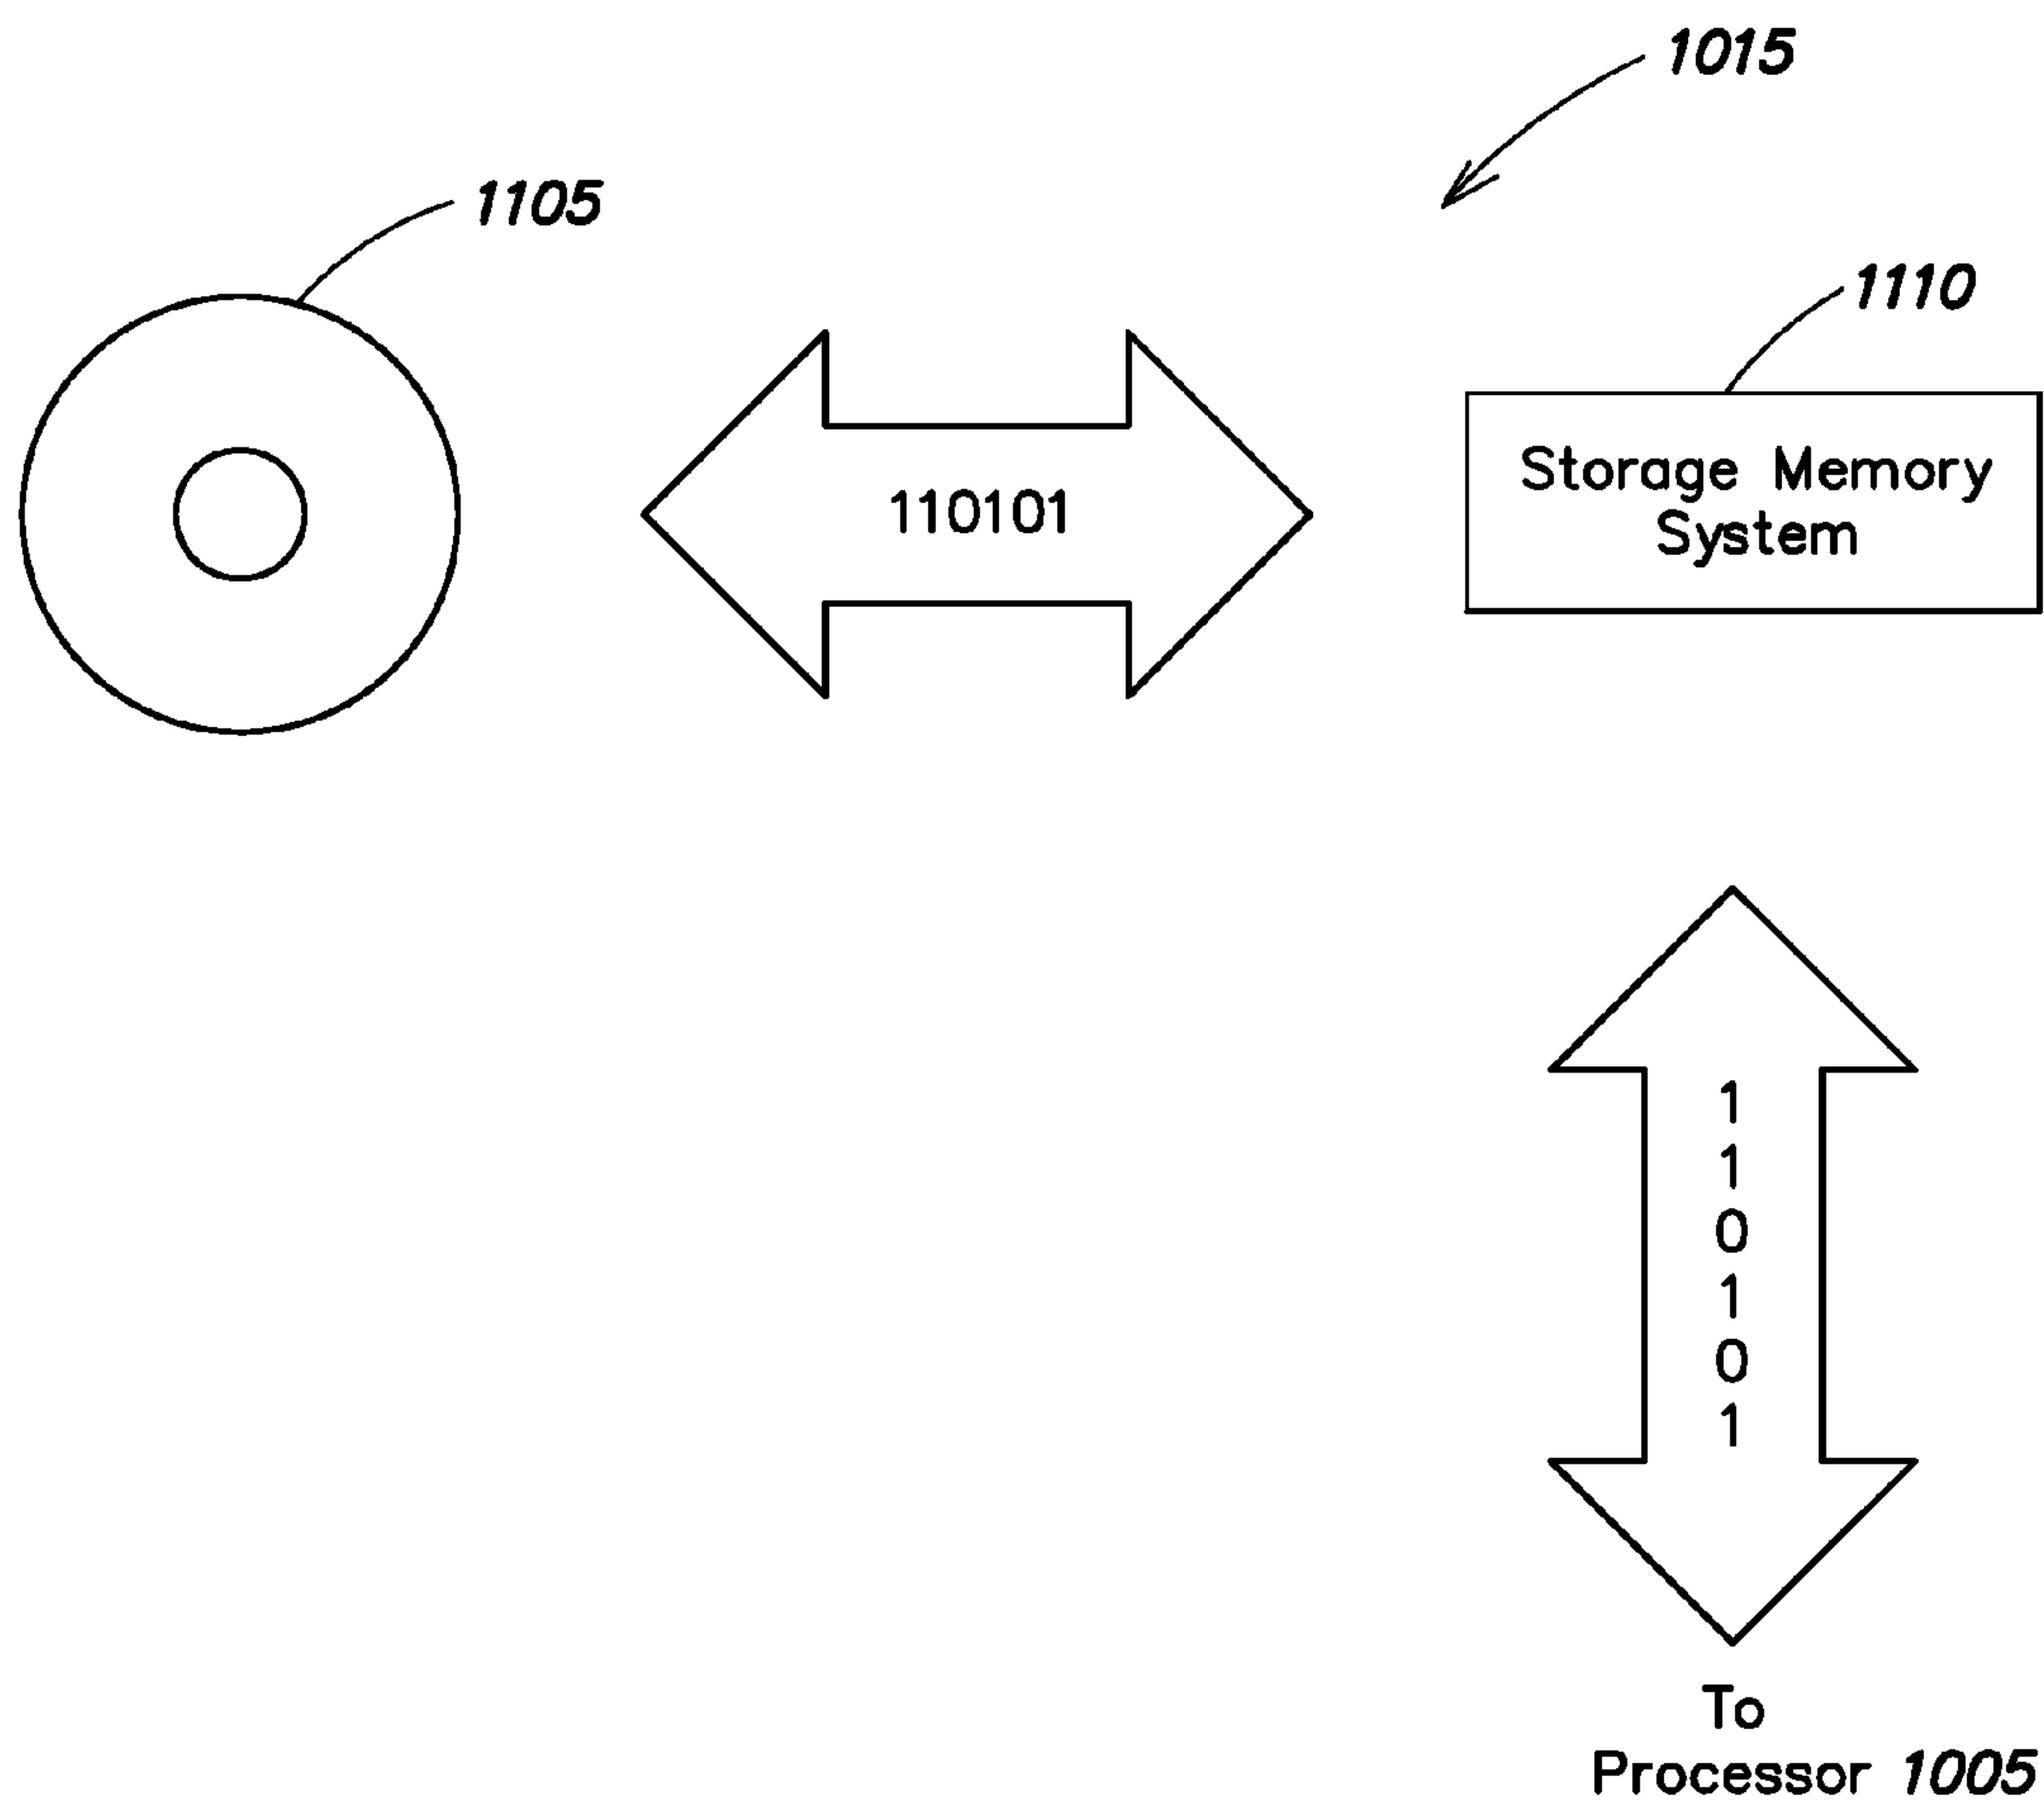 1015
1105
1110
Storage Memory
System
110101
1
1
0
1
0
1
To
Processor 1005